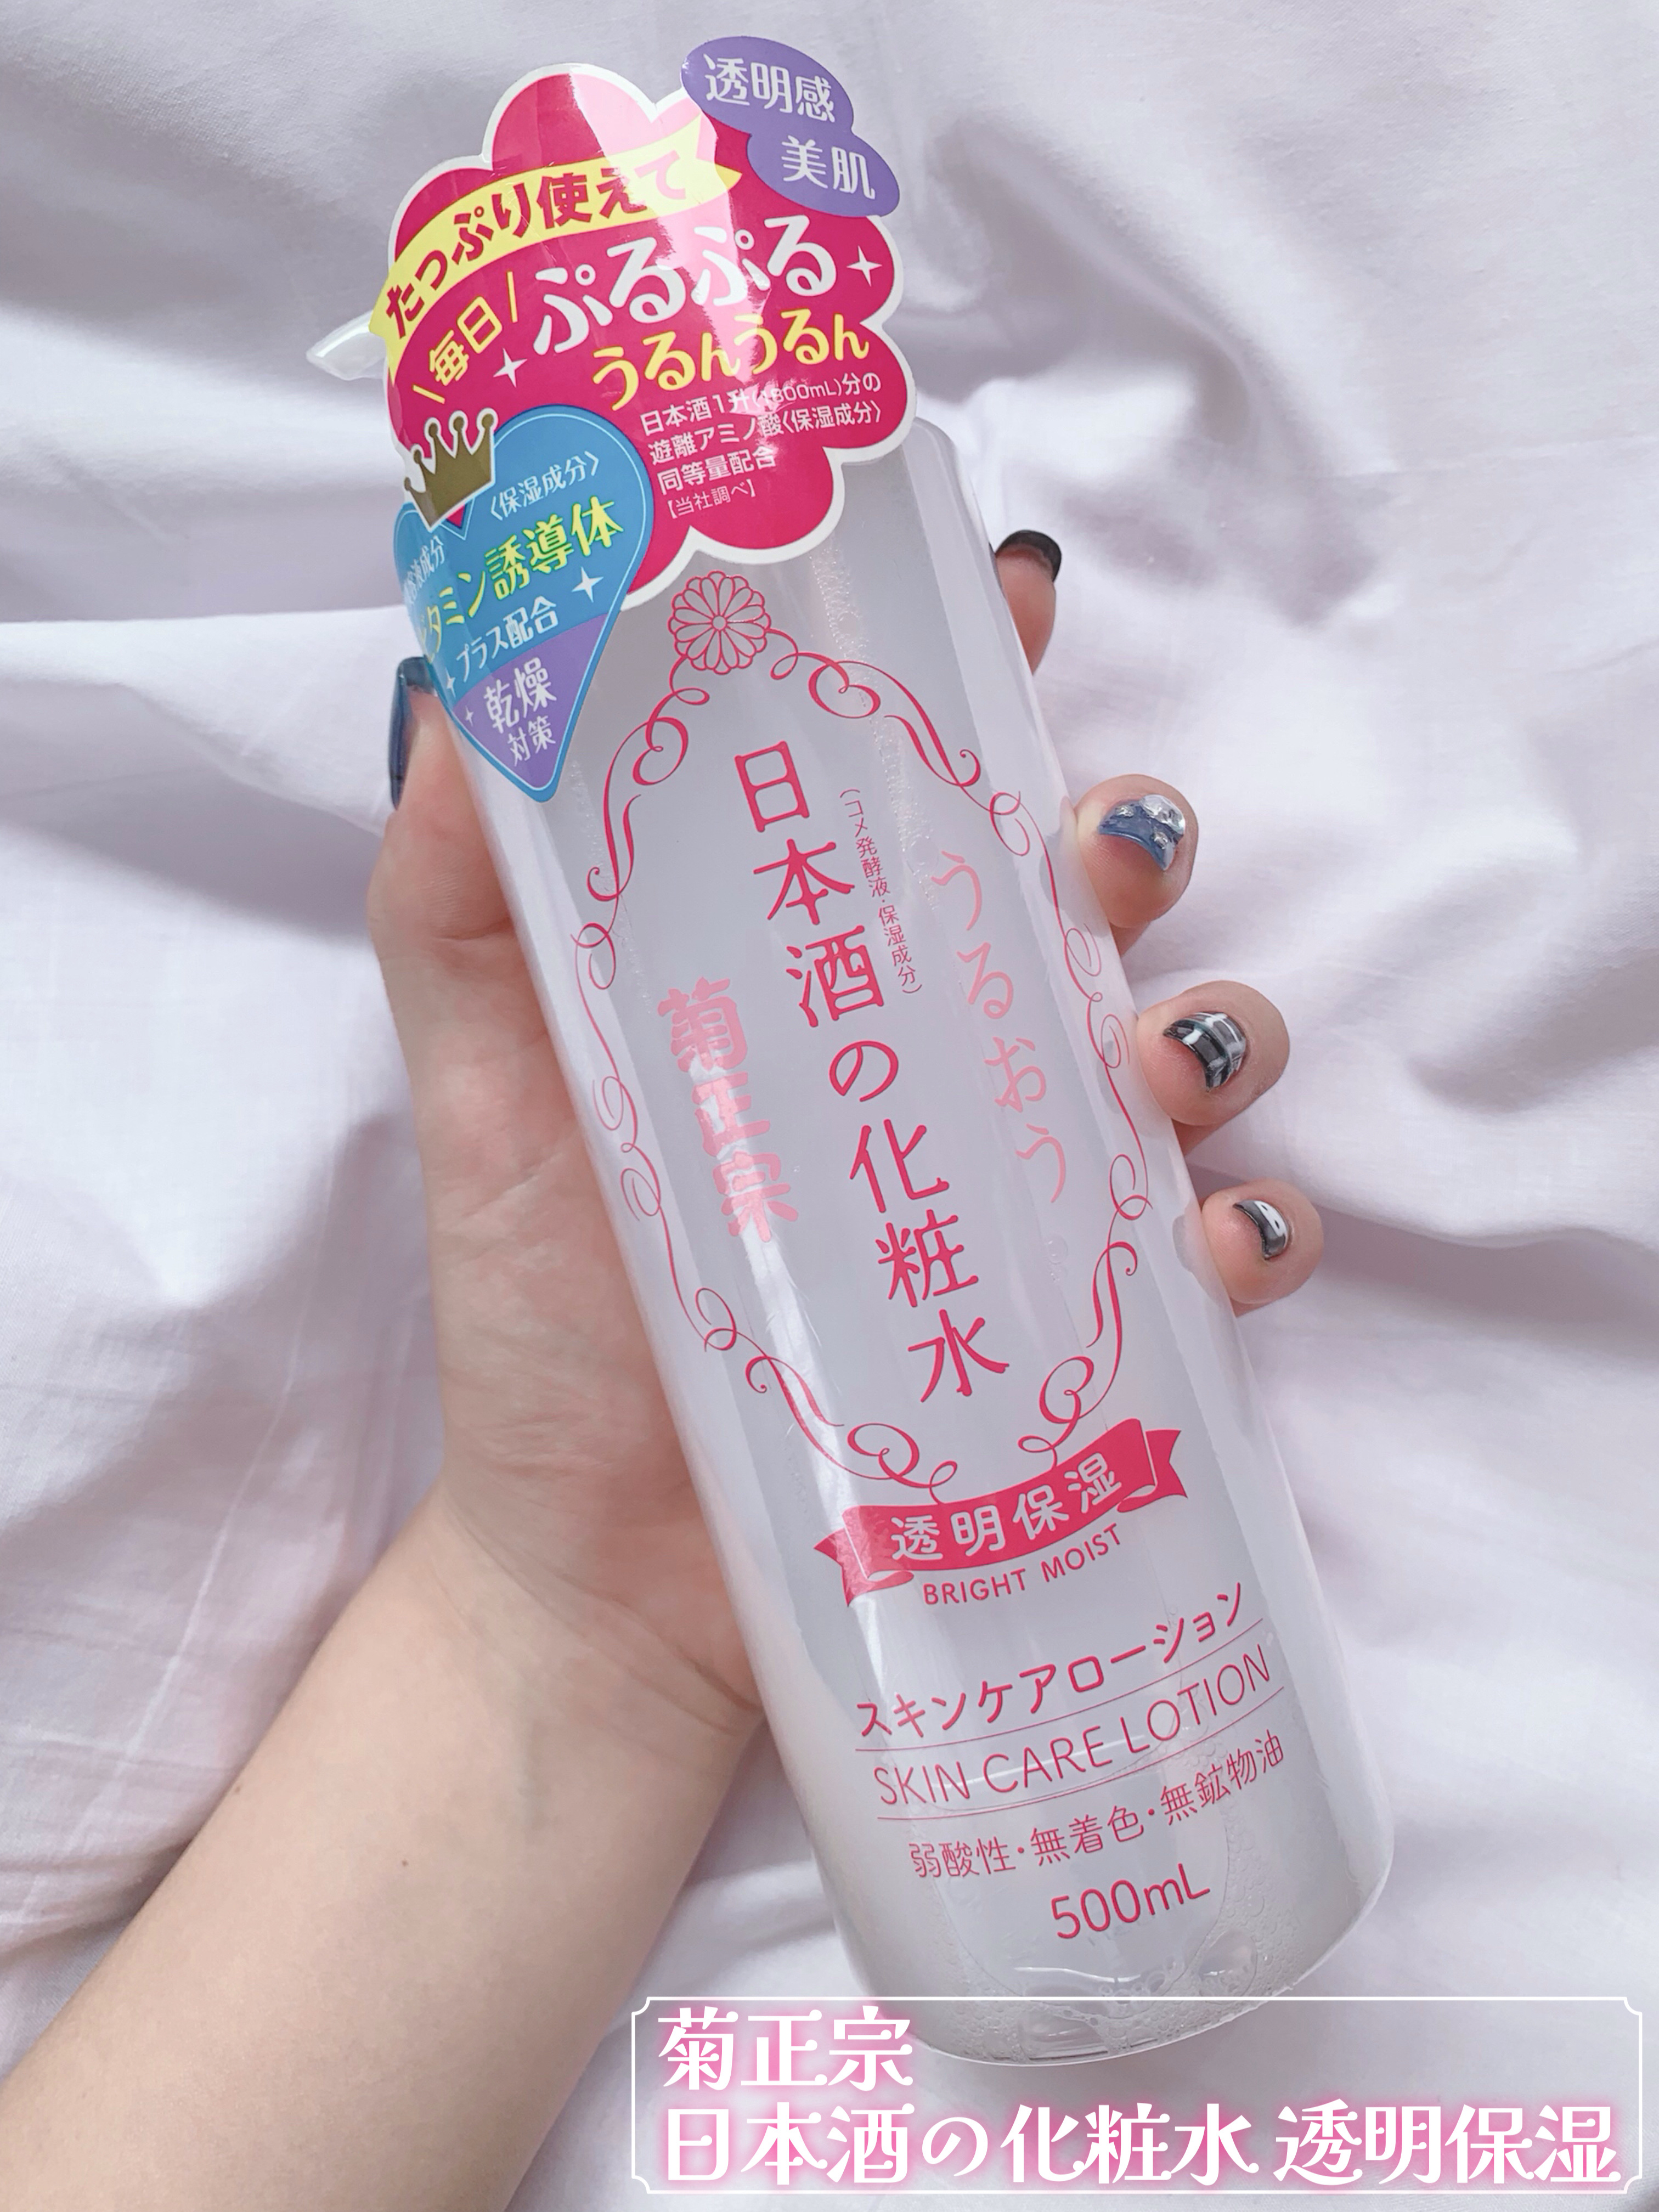 透明感
美肌
たっぷり使えて
毎日
ぷるぷる
うるんうるん
日本酒1升(1800mL)分の
遊離アミノ酸〈保湿成分〉
同等量配合
【当社調べ】
〈保湿成分〉
液成分
タミン誘導体
プラス配合
乾燥
対策
うるおう
(コメ発酵液・保湿成分)
日本酒の化粧水
菊正宗
透明保湿
BRIGHT MOIST
スキンケアローション
SKIN CARE LOTION
弱酸性・無着色・無鉱物油
500mL
菊正宗
日本酒の化粧水 透明保湿